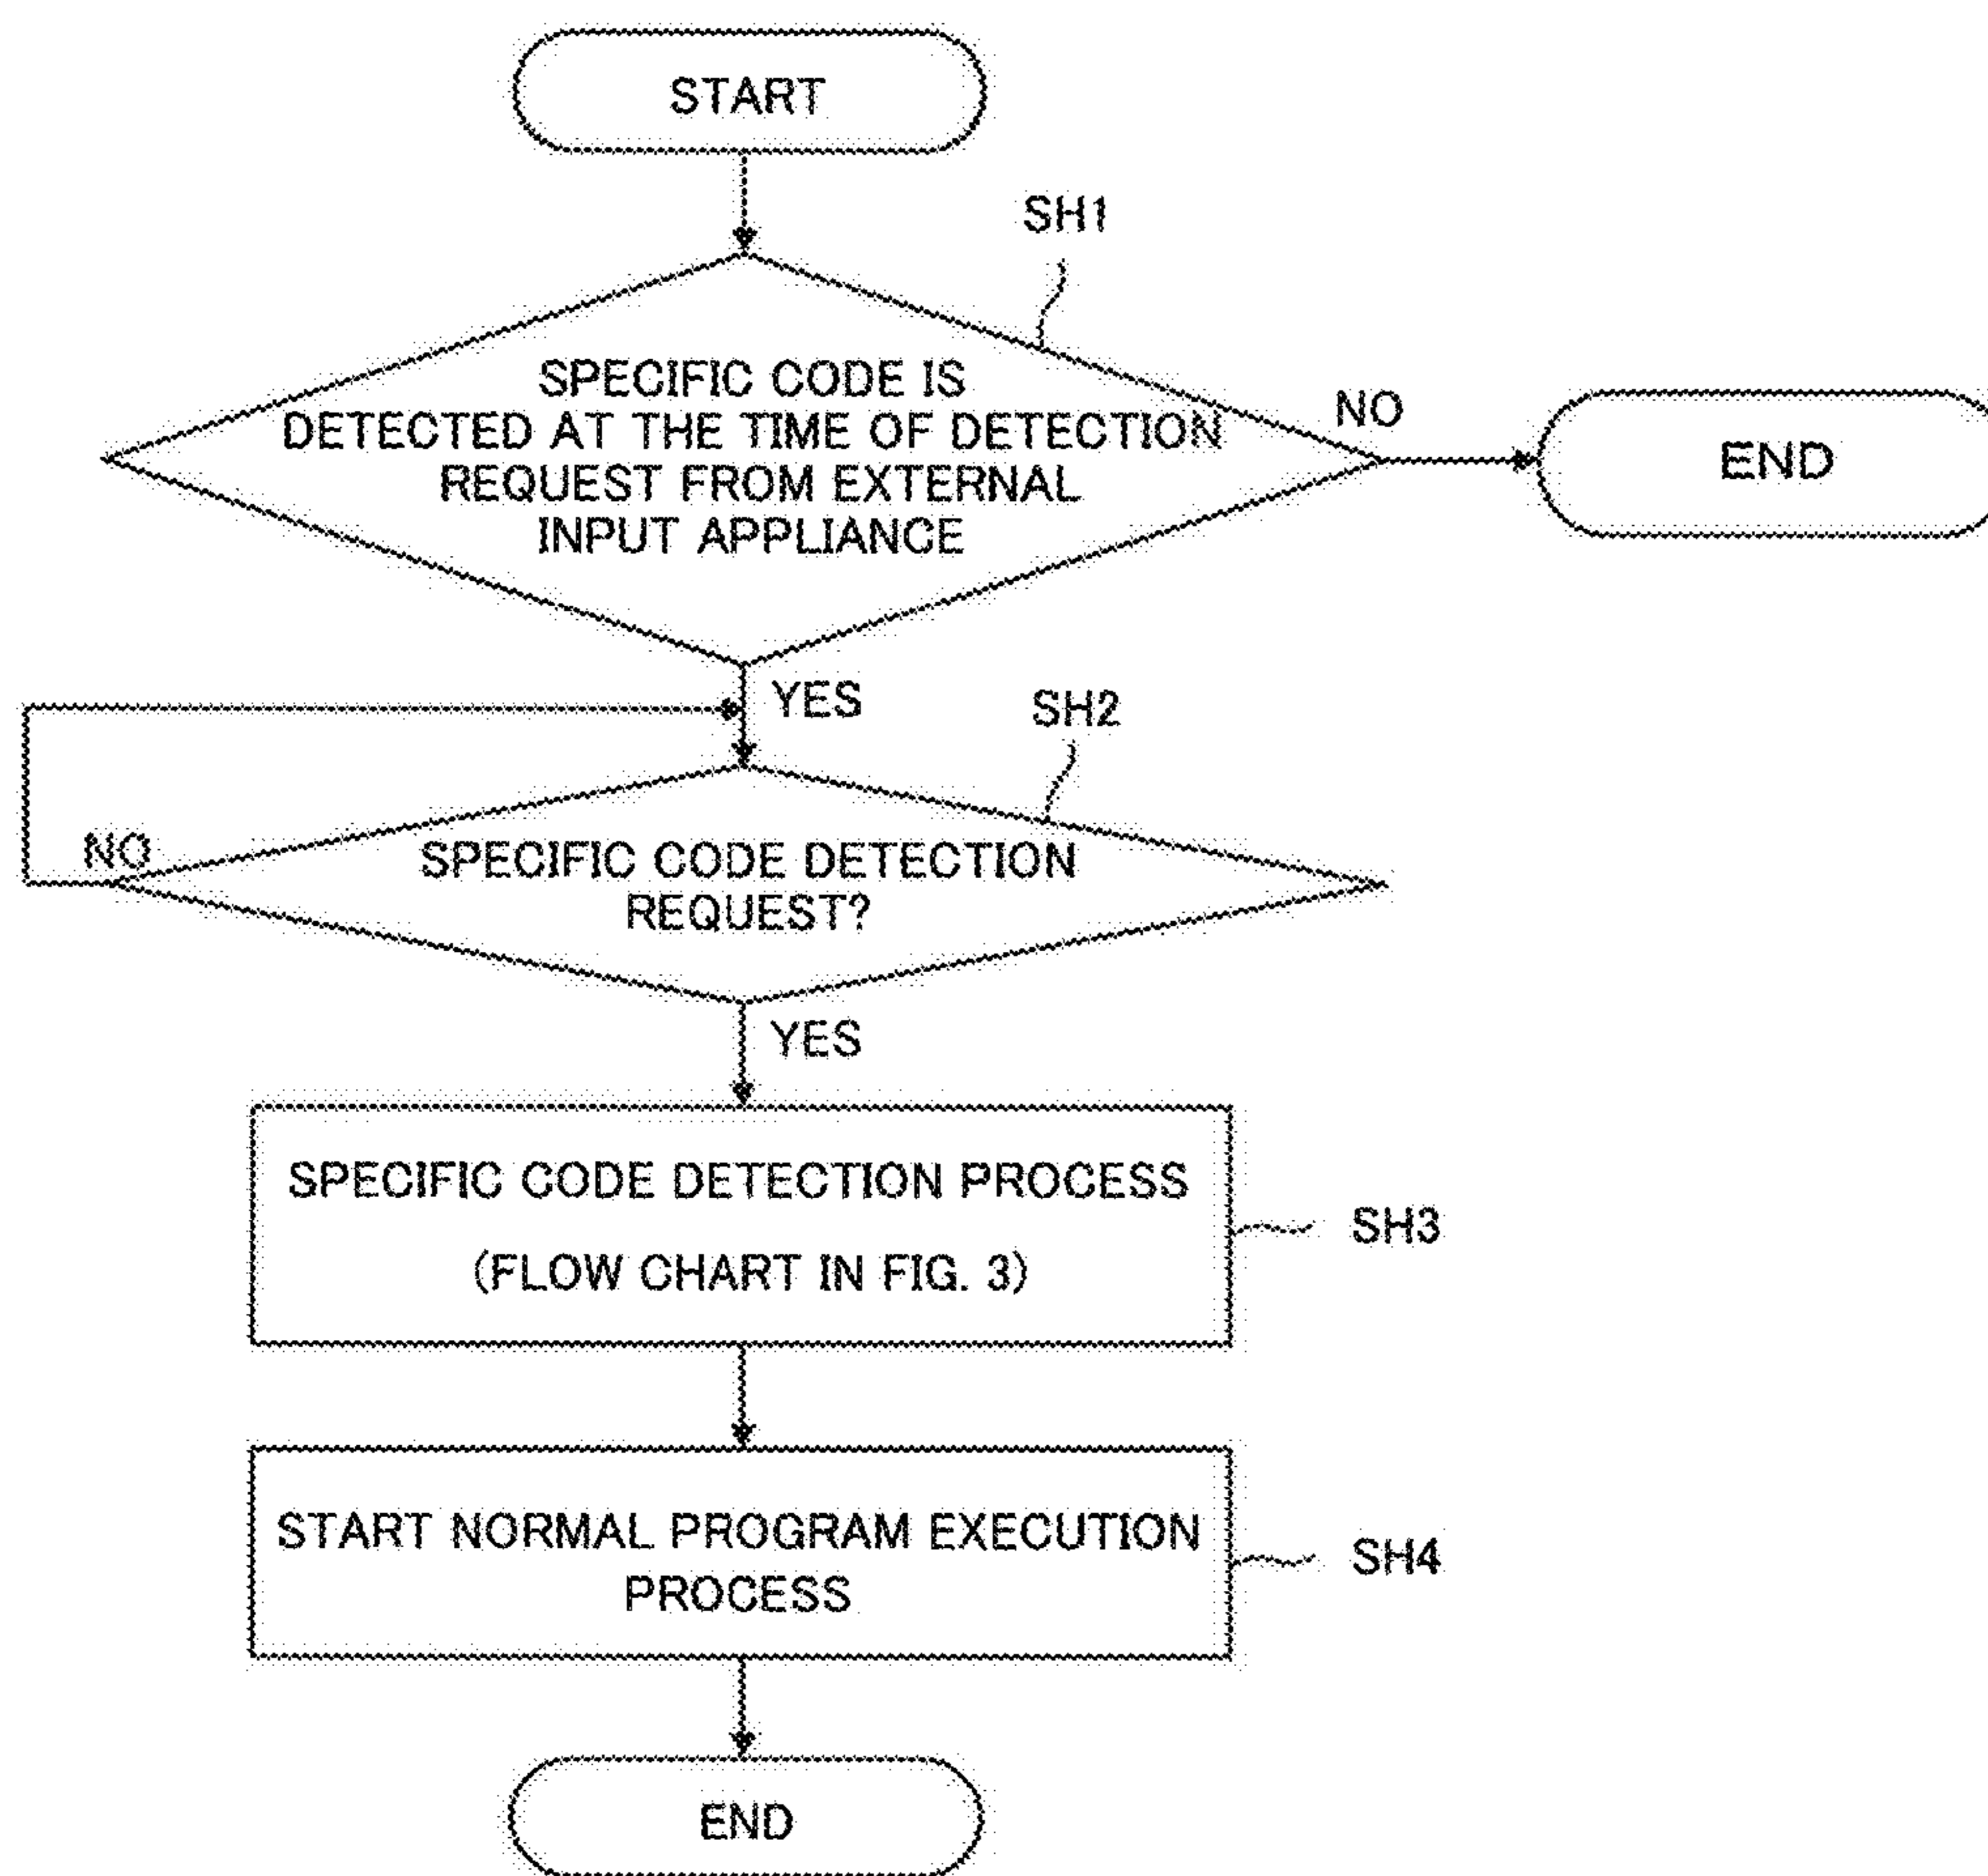 START
SH1
SPECIFIC CODE IS
DETECTED AT THE TIME OF DETECTION
REQUEST FROM EXTERNAL
INPUT APPLIANCE
NO
END
YES
SH2
NO
SPECIFIC CODE DETECTION
REQUEST?
YES
SPECIFIC CODE DETECTION PROCESS
(FLOW CHART IN FIG. 3)
SH3
START NORMAL PROGRAM EXECUTION
PROCESS
SH4
END